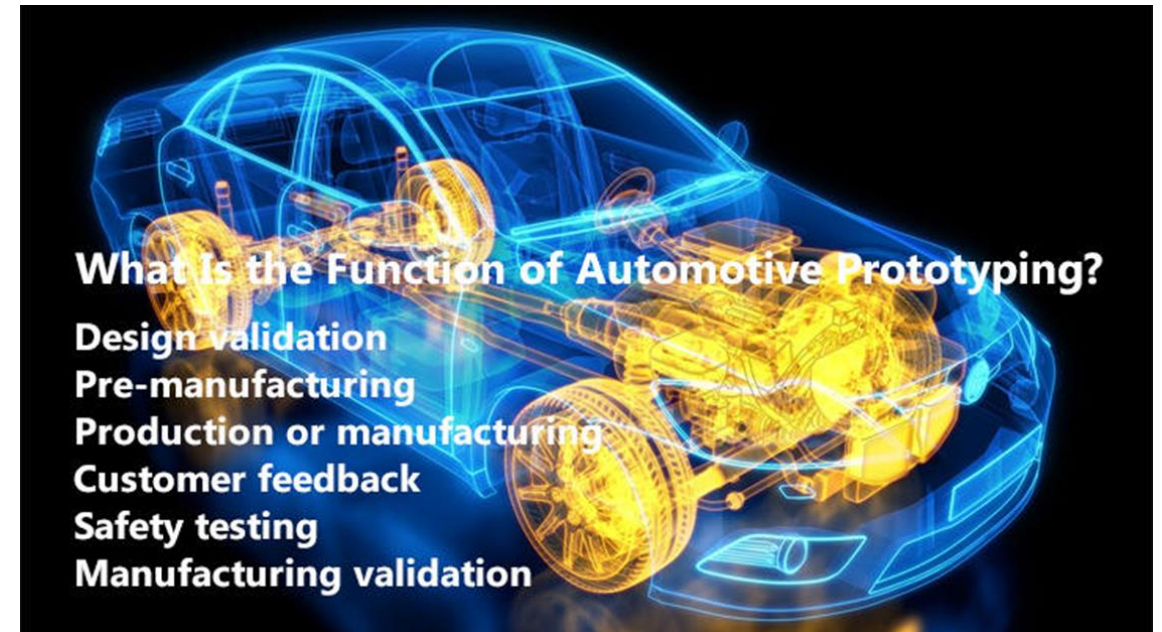 What Is the Function of Automotive Prototyping?
Design validation
Pre-manufacturing
Production or manufacturing
Customer feedback
Safety testing
Manufacturing validation